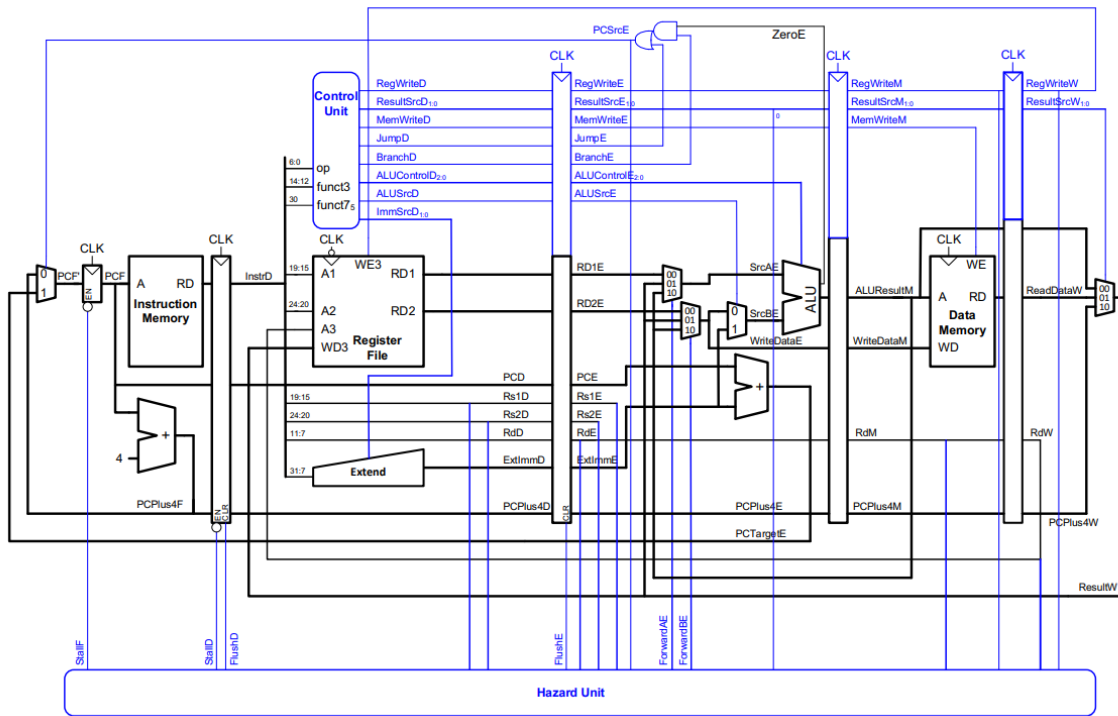 PCSrcE
ZeroE
CLK
CLK
CLK
Control
Unit
RegWriteD
RegWriteE
RegWriteM
RegWriteW
ResultSrcD1:0
ResultSrcE1:0
0
ResultSrcM1:0
ResultSrcW1:0
MemWriteD
MemWriteE
MemWriteM
JumpD
JumpE
BranchD
BranchE
6:0
op
ALUControlD2:0
ALUControlE2:0
14:12
funct3
ALUSrcD
ALUSrcE
30
funct75
ImmSrcD1:0
CLK
CLK
CLK
CLK
0
1
PCF'
EN
PCF
A
RD
Instruction
Memory
InstrD
19:15
A1
WE3
RD1
RD1E
00
01
10
SrcAE
ALU
ALUResultM
A
RD
WE
ReadDataW
00
01
10
24:20
A2
RD2
RD2E
00
01
10
0
1
SrcBE
Data
Memory
A3
WD3
Register
File
WriteDataE
WriteDataM
WD
PCD
PCE
+
19:15
Rs1D
Rs1E
24:20
Rs2D
Rs2E
11:7
RdD
RdE
RdM
RdW
4
+
31:7
Extend
ExtImmD
ExtImmE
PCPlus4F
EN
CLR
PCPlus4D
CLR
PCPlus4E
PCPlus4M
PCPlus4W
PCTargetE
ResultW
StallF
StallD
FlushD
FlushE
ForwardAE
ForwardBE
Hazard Unit